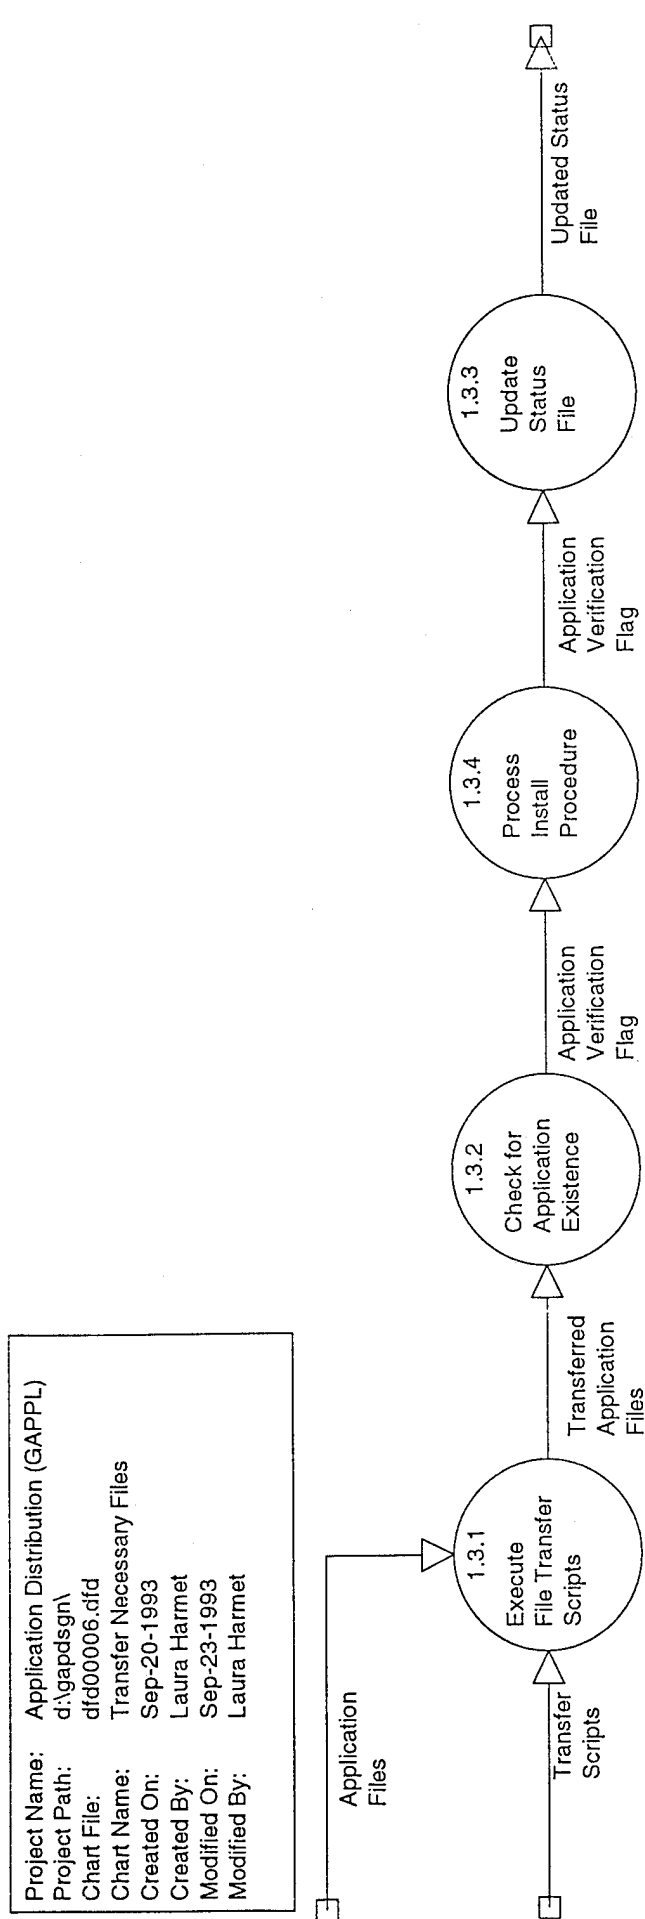 Project Name: Application Distribution (GAPPL)
Project Path: d:\gapdsgn\
Chart File: dfd00006.dfd
Chart Name: Transfer Necessary Files
Created On: Sep-20-1993
Created By: Laura Harmet
Modified On: Sep-23-1993
Modified By: Laura Harmet
Application
Files
Transfer
Scripts
1.3.1
Execute
File Transfer
Scripts
Transferred
Application
Files
1.3.2
Check for
Application
Existence
Application
Verification
Flag
1.3.4
Process
Install
Procedure
Application
Verification
Flag
1.3.3
Update
Status
File
Updated Status
File